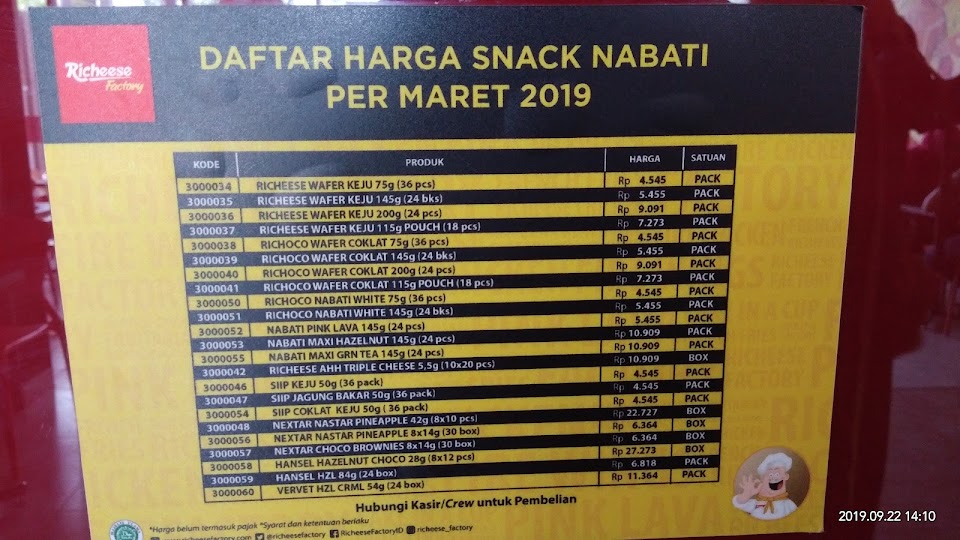 Richeese
Factory
DAFTAR HARGA SNACK NABATI
PER MARET 2019
KODE PRODUK HARGA SATUAN
3000034 RICHEESE WAFER KEJU 75g (36 pcs) Rp 4.545 PACK
3000035 RICHEESE WAFER KEJU 145g (24 bks) Rp 5.455 PACK
3000036 RICHEESE WAFER KEJU 200g (24 pcs) Rp 9.091 PACK
3000037 RICHEESE WAFER KEJU 115g POUCH (18 pcs) Rp 7.273 PACK
3000038 RICHOCO WAFER COKLAT 75g (36 pcs) Rp 4.545 PACK
3000039 RICHOCO WAFER COKLAT 145g (24 bks) Rp 5.455 PACK
3000040 RICHOCO WAFER COKLAT 200g (24 pcs) Rp 9.091 PACK
3000041 RICHOCO WAFER COKLAT 115g POUCH (18 pcs) Rp 7.273 PACK
3000050 RICHOCO NABATI WHITE 75g (36 pcs) Rp 4.545 PACK
3000051 RICHOCO NABATI WHITE 145g (24 bks) Rp 5.455 PACK
3000052 NABATI PINK LAVA 145g (24 pcs) Rp 5.455 PACK
3000053 NABATI MAXI HAZELNUT 145g (24 pcs) Rp 10.909 PACK
3000055 NABATI MAXI GRN TEA 145g (24 pcs) Rp 10.909 PACK
3000042 RICHEESE AHH TRIPLE CHEESE 5,5g (10x20 pcs) Rp 10.909 BOX
3000046 SIIP KEJU 50g (36 pack) Rp 4.545 PACK
3000047 SIIP JAGUNG BAKAR 50g (36 pack) Rp 4.545 PACK
3000054 SIIP COKLAT KEJU 50g (36 pack) Rp 4.545 PACK
3000048 NEXTAR NASTAR PINEAPPLE 42g (8x10 pcs) Rp 22.727 BOX
3000056 NEXTAR NASTAR PINEAPPLE 8x14g (30 box) Rp 6.364 BOX
3000057 NEXTAR CHOCO BROWNIES 8x14g (30 box) Rp 6.364 BOX
3000058 HANSEL HAZELNUT CHOCO 28g (8x12 pcs) Rp 27.273 BOX
3000059 HANSEL HZL 84g (24 box) Rp 6.818 PACK
3000060 VERVET HZL CRML 54g (24 box) Rp 11.364 PACK
Hubungi Kasir/Crew untuk Pembelian
*Harga belum termasuk pajak *Syarat dan ketentuan berlaku
www.richeesefactory.com @richeesefactory RicheeseFactoryID richeese_factory
2019.09.22 14:10